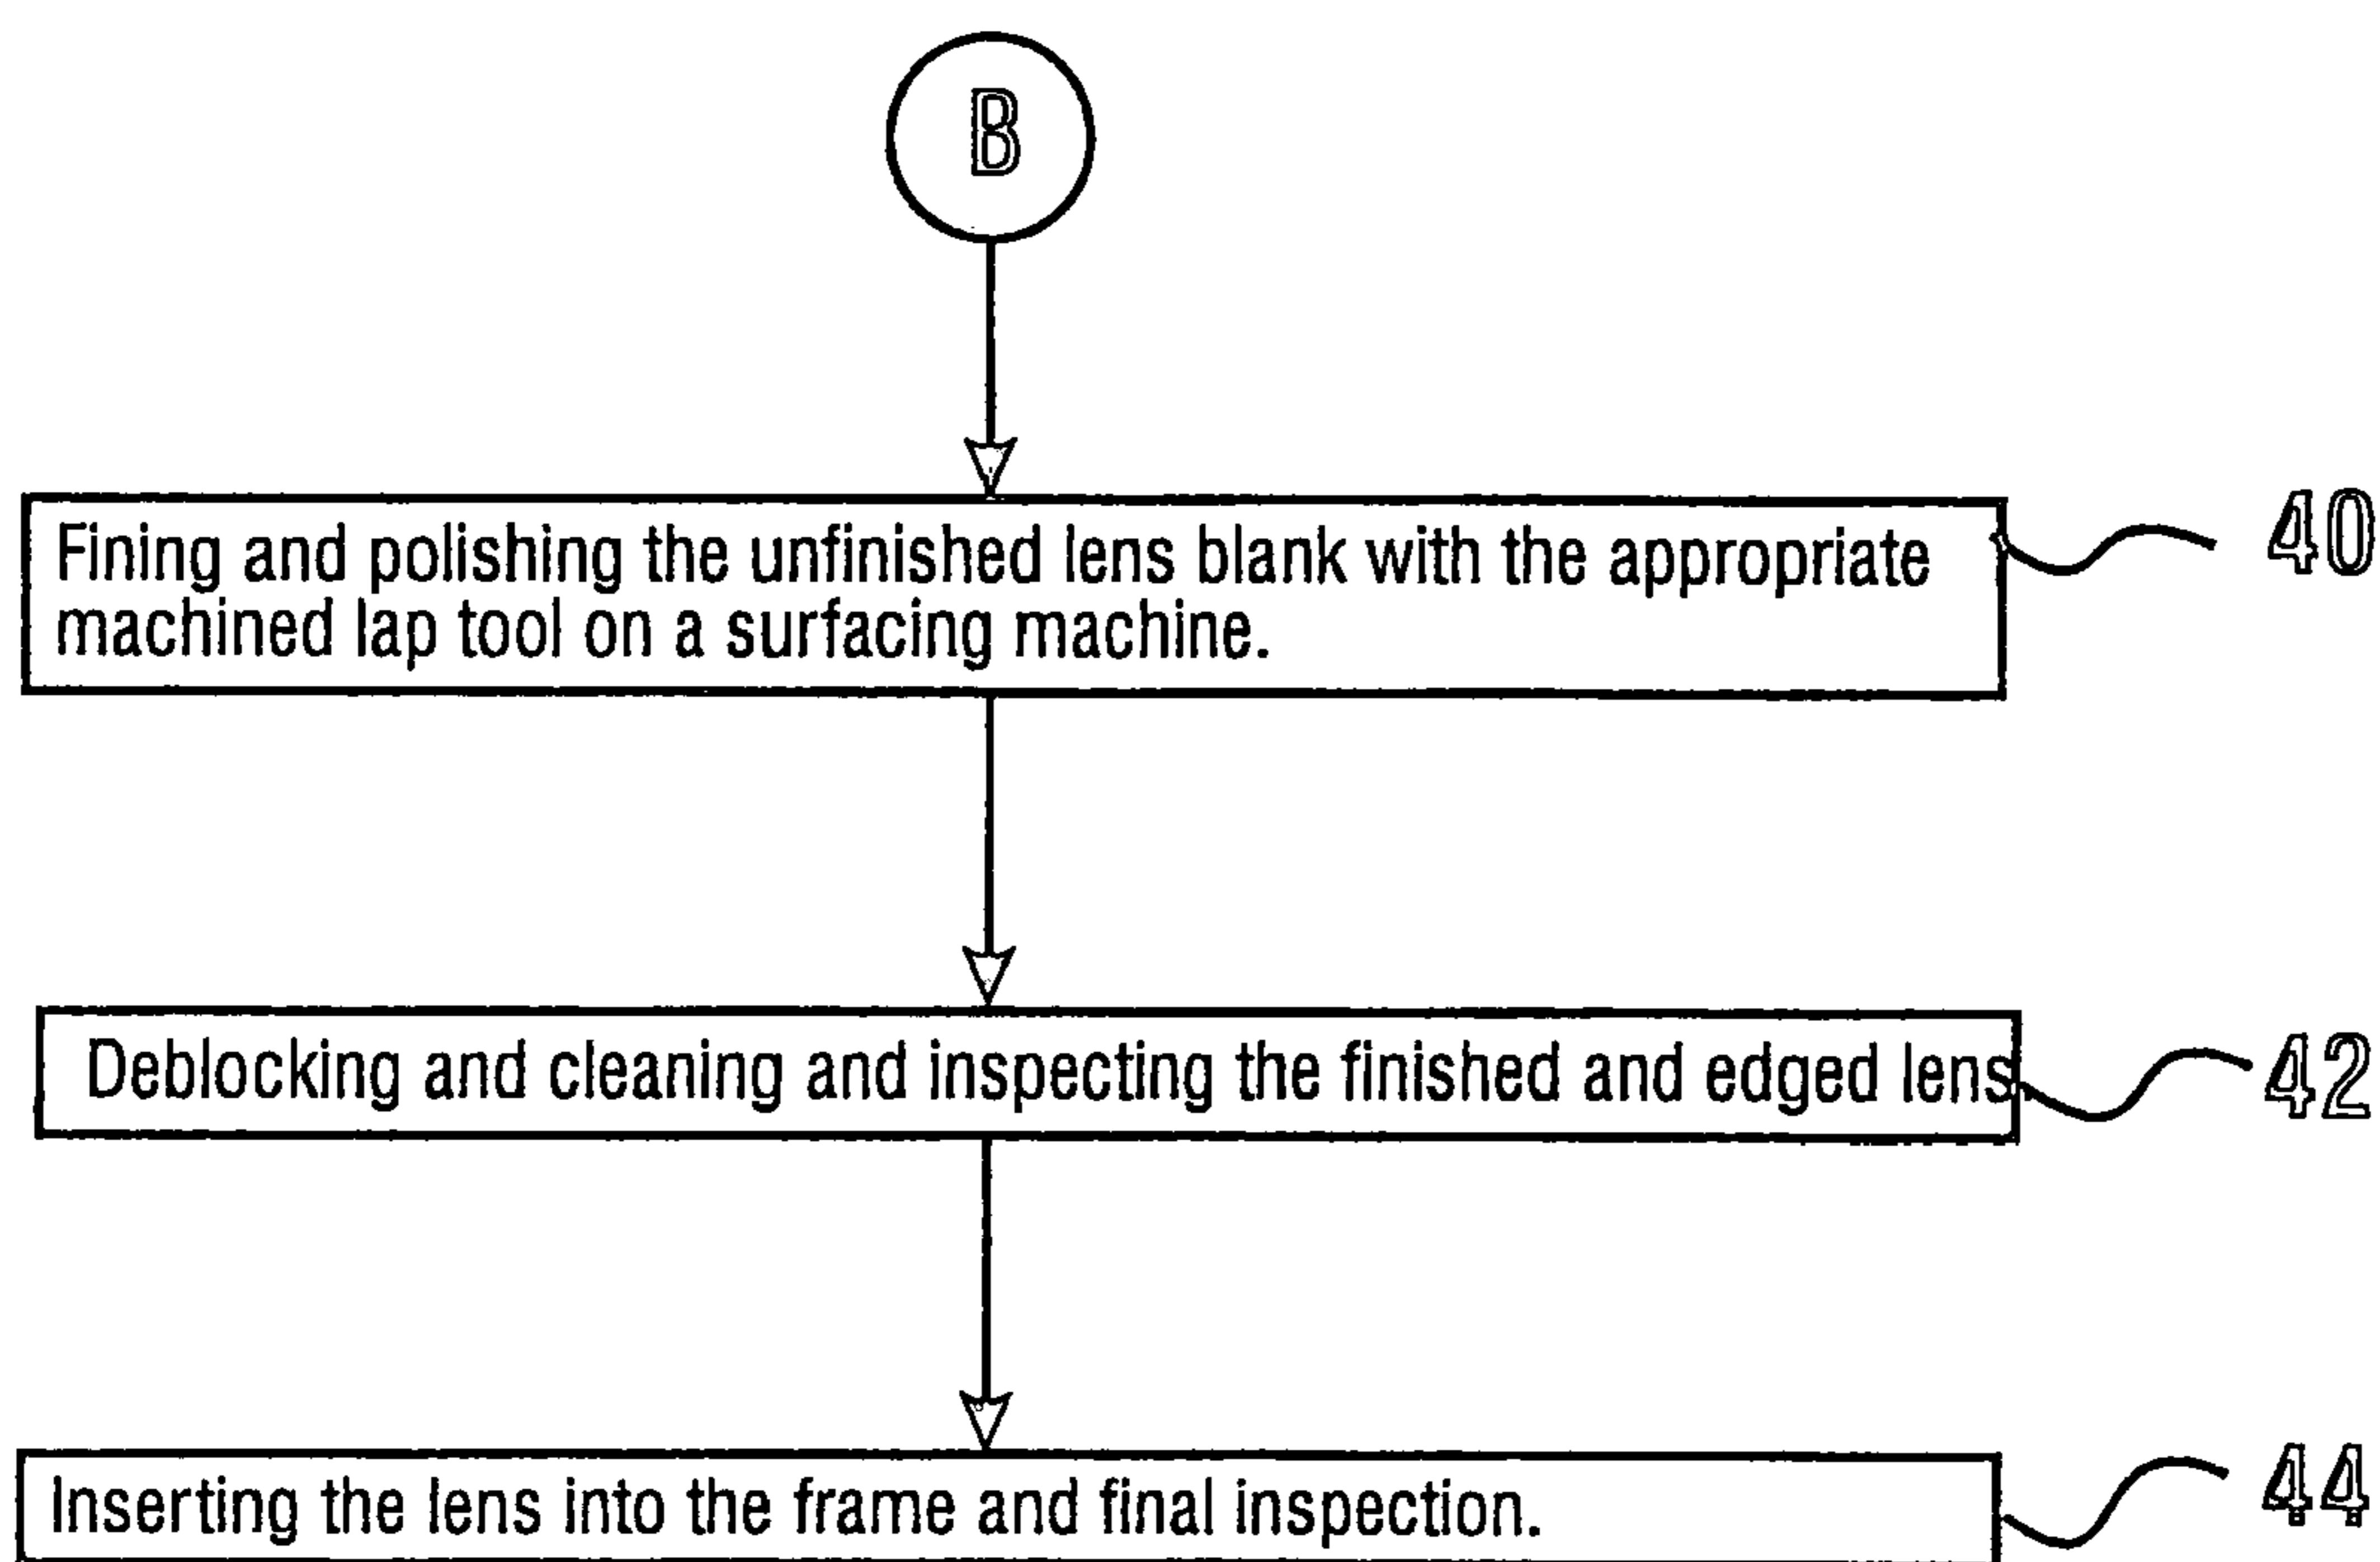 B
Fining and polishing the unfinished lens blank with the appropriate
40
machined lap tool on a surfacing machine.
Deblocking and cleaning and inspecting the finished and edged lens
42
Inserting the lens into the frame and final inspection.
44